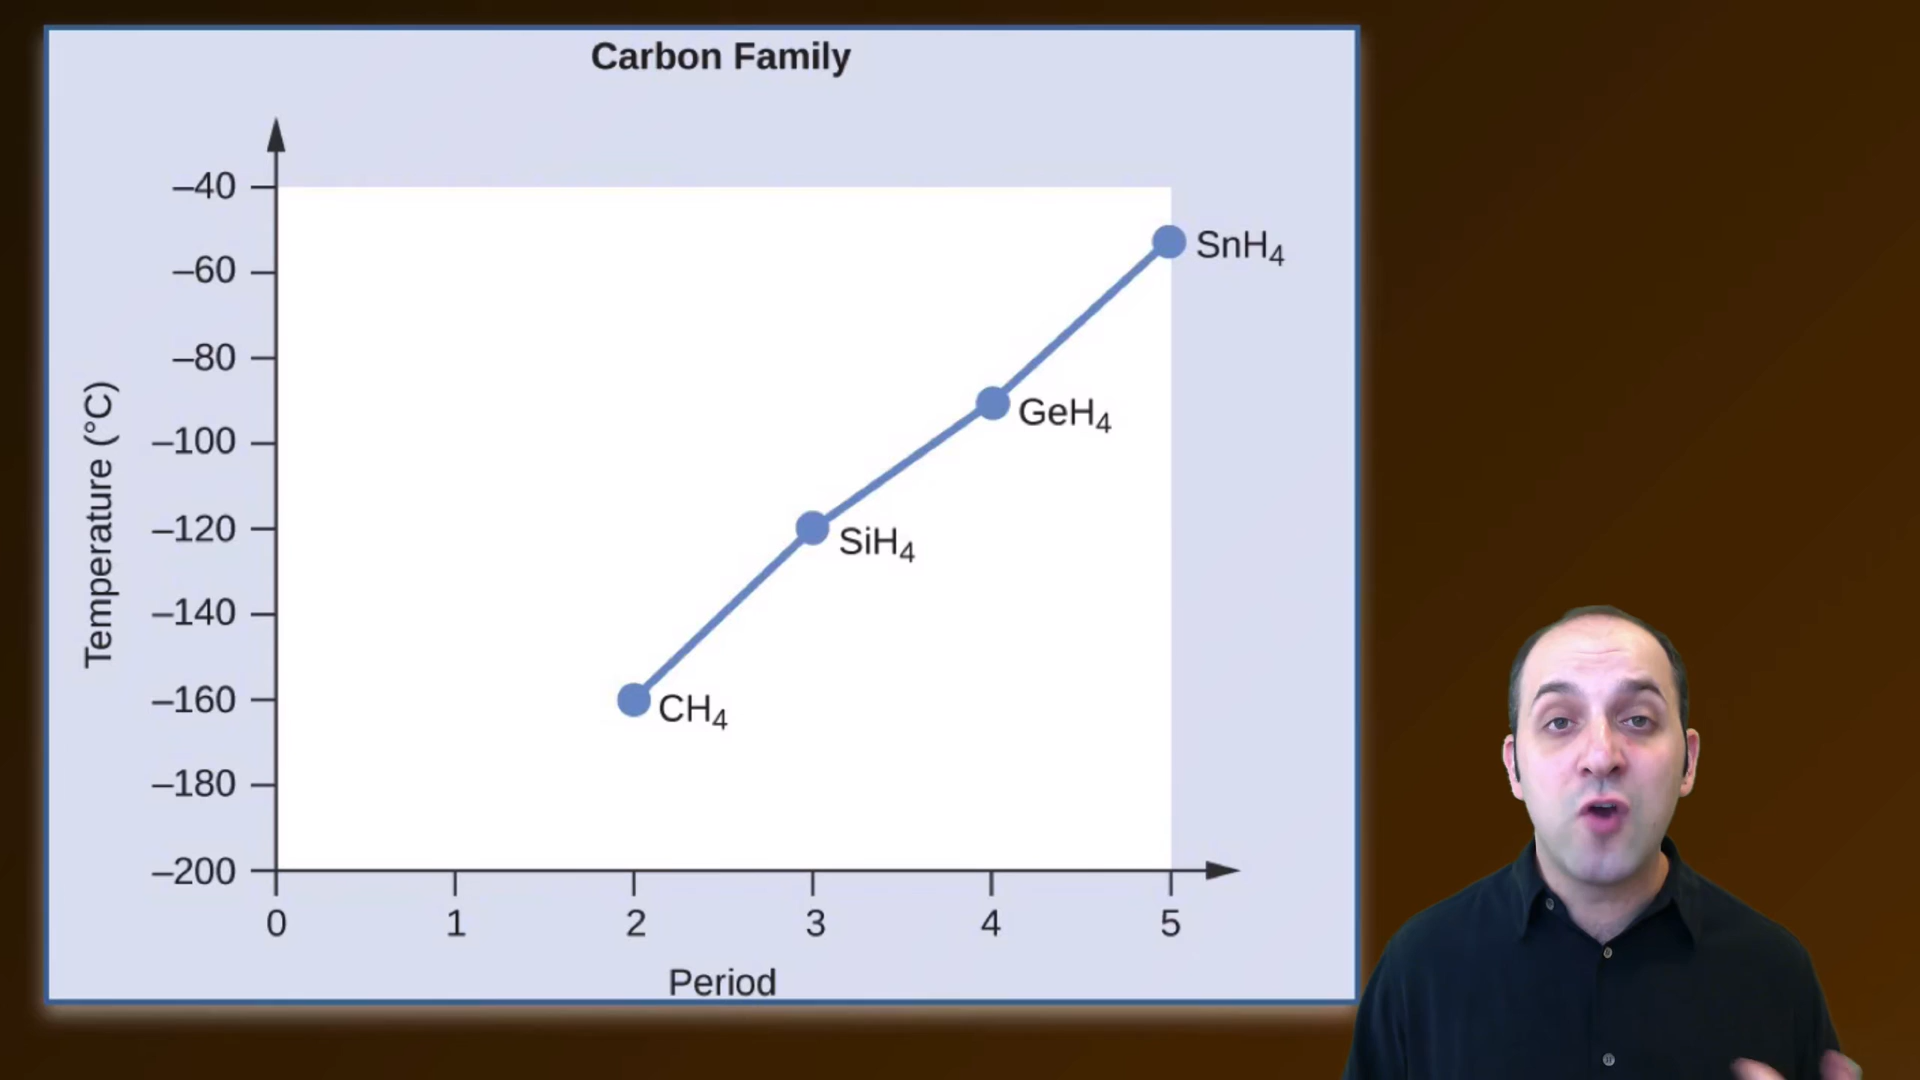 Carbon Family
–40
–60
–80
–100
–120
–140
–160
–180
–200
Temperature (°C)
SnH₄
GeH₄
SiH₄
CH₄
0 1 2 3 4 5
Period